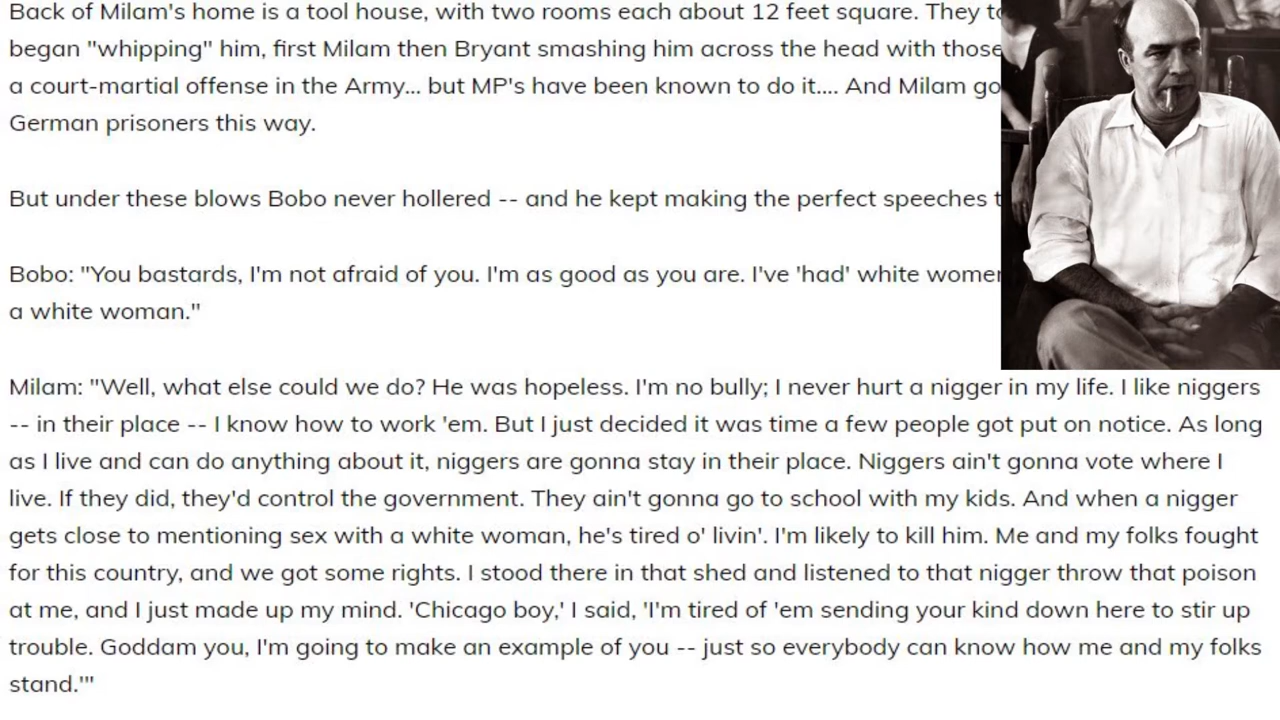 Back of Milam's home is a tool house, with two rooms each about 12 feet square. They
began "whipping" him, first Milam then Bryant smashing him across the head with those
a court-martial offense in the Army... but MP's have been known to do it.... And Milam
German prisoners this way.
But under these blows Bobo never hollered -- and he kept making the perfect speeches
Bobo: "You bastards, I'm not afraid of you. I'm as good as you are. I've 'had' white
a white woman."
Milam: "Well, what else could we do? He was hopeless. I'm no bully; I never hurt a nigger in my life. I like niggers
-- in their place -- I know how to work 'em. But I just decided it was time a few people got put on notice. As long
as I live and can do anything about it, niggers are gonna stay in their place. Niggers ain't gonna vote where I
live. If they did, they'd control the government. They ain't gonna go to school with my kids. And when a nigger
gets close to mentioning sex with a white woman, he's tired o' livin'. I'm likely to kill him. Me and my folks fought
for this country, and we got some rights. I stood there in that shed and listened to that nigger throw that poison
at me, and I just made up my mind. 'Chicago boy,' I said, 'I'm tired of 'em sending your kind down here to stir up
trouble. Goddam you, I'm going to make an example of you -- just so everybody can know how me and my folks
stand.'"